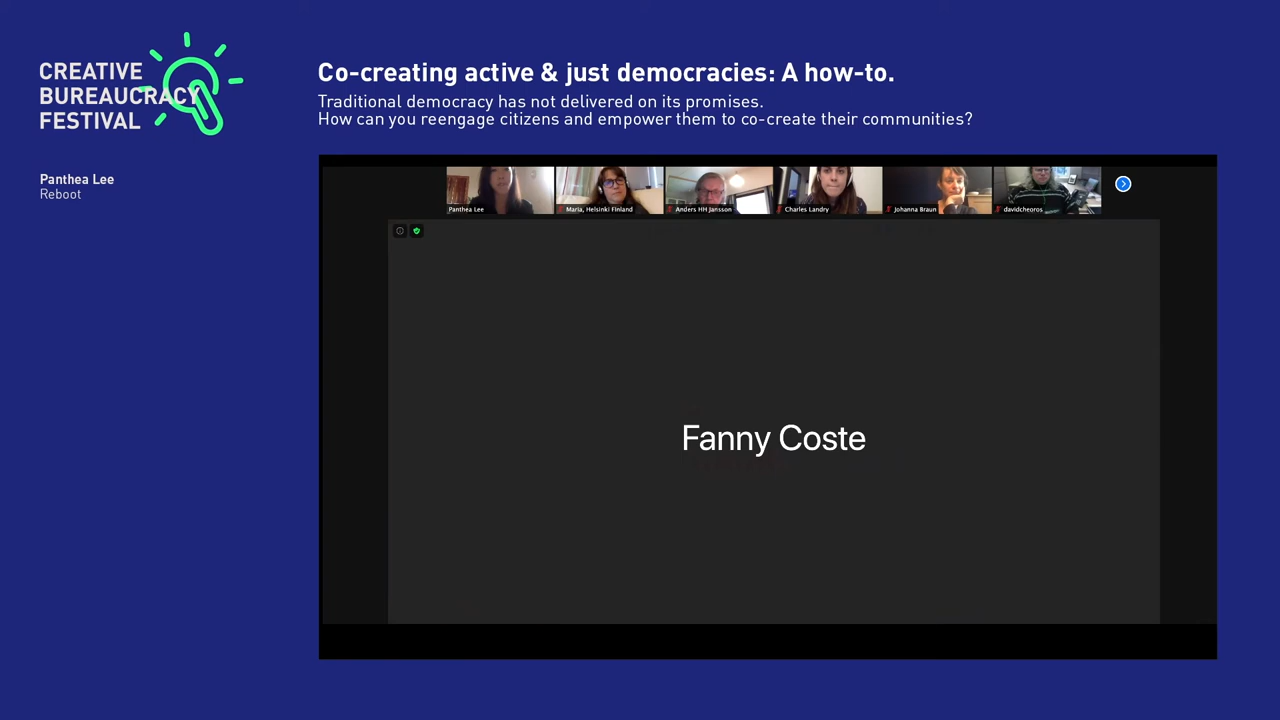 CREATIVE
BUREAUCRACY
FESTIVAL
Panthea Lee
Reboot
Co-creating active & just democracies: A how-to.
Traditional democracy has not delivered on its promises.
How can you reengage citizens and empower them to co-create their communities?
Panthea Lee
Maria, Helsinki Finland
Anders HH Jansson
Charles Landry
Johanna Braun
davidcheoros
Fanny Coste